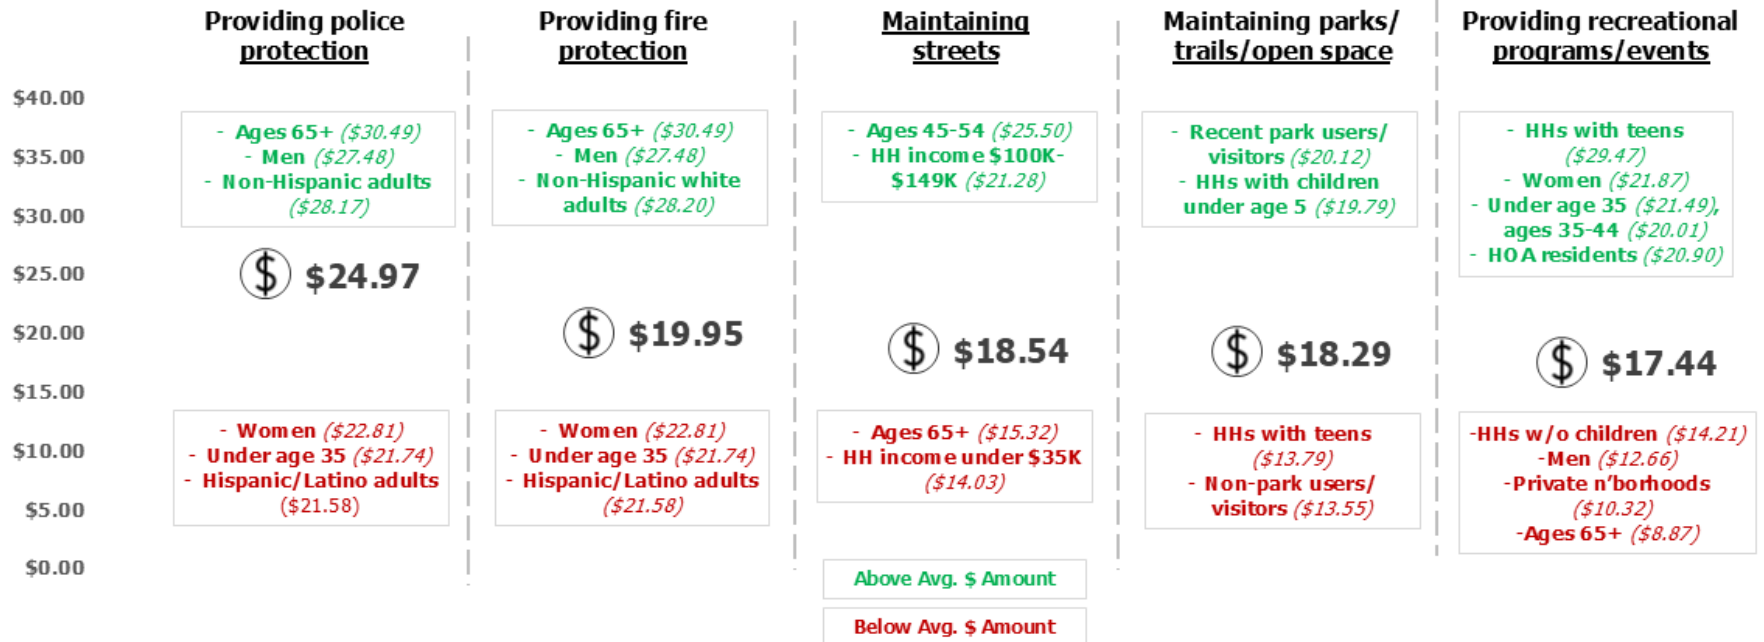 Providing police
protection
Providing fire
protection
Maintaining
streets
Maintaining parks/
trails/open space
Providing recreational
programs/events
$40.00
$35.00
$30.00
$25.00
$20.00
$15.00
$10.00
$5.00
$0.00
- Ages 65+ ($30.49)
- Men ($27.48)
- Non-Hispanic adults
($28.17)
$ $24.97
- Women ($22.81)
- Under age 35 ($21.74)
- Hispanic/Latino adults
($21.58)
- Ages 65+ ($30.49)
- Men ($27.48)
- Non-Hispanic white
adults ($28.20)
$ $19.95
- Women ($22.81)
- Under age 35 ($21.74)
- Hispanic/Latino adults
($21.58)
- Ages 45-54 ($25.50)
- HH income $100K-
$149K ($21.28)
$ $18.54
- Ages 65+ ($15.32)
- HH income under $35K
($14.03)
- Recent park users/
visitors ($20.12)
- HHs with children
under age 5 ($19.79)
$ $18.29
- HHs with teens
($13.79)
- Non-park users/
visitors ($13.55)
- HHs with teens
($29.47)
- Women ($21.87)
- Under age 35 ($21.49),
ages 35-44 ($20.01)
- HOA residents ($20.90)
$ $17.44
-HHs w/o children ($14.21)
-Men ($12.66)
-Private n'borhoods
($10.32)
-Ages 65+ ($8.87)
Above Avg. $ Amount
Below Avg. $ Amount